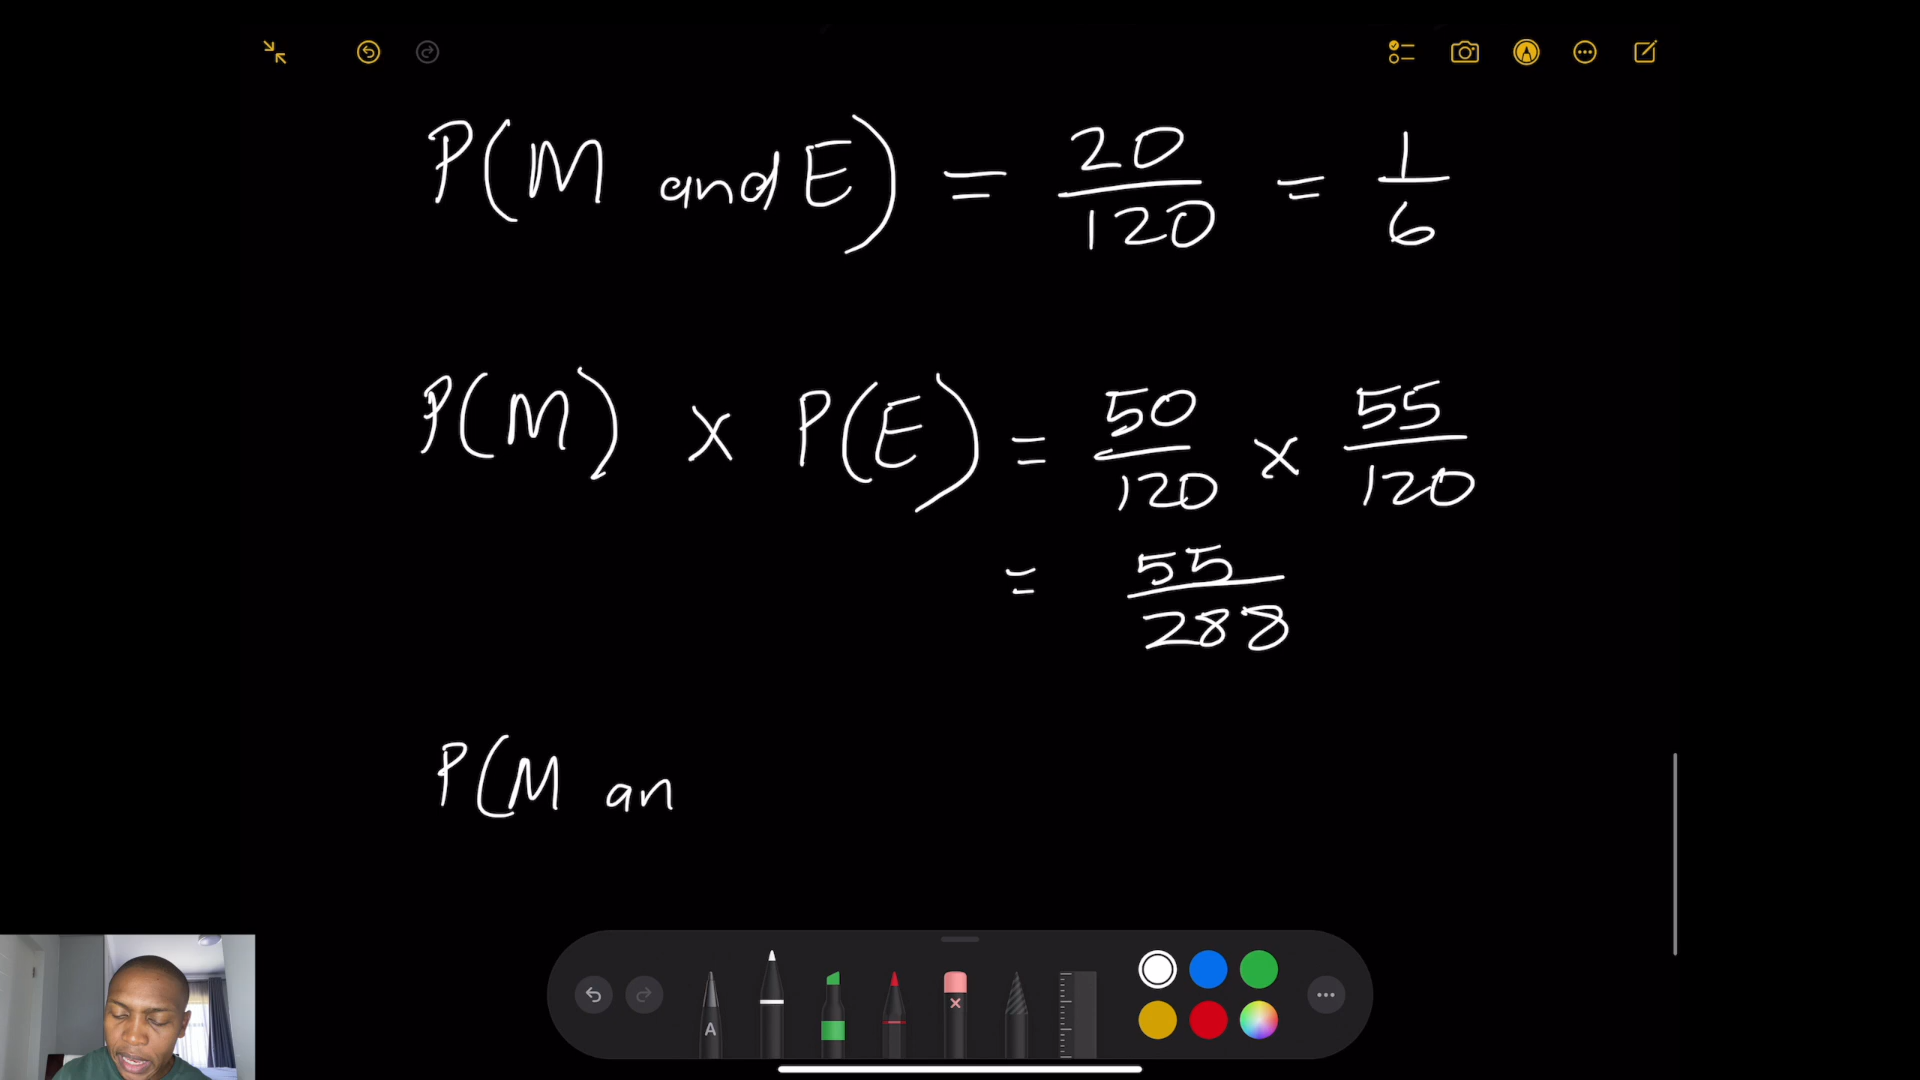 P(M and E) = 20/120 = 1/6
P(M) x P(E) = 50/120 x 55/120
= 55/288
P(M an
A